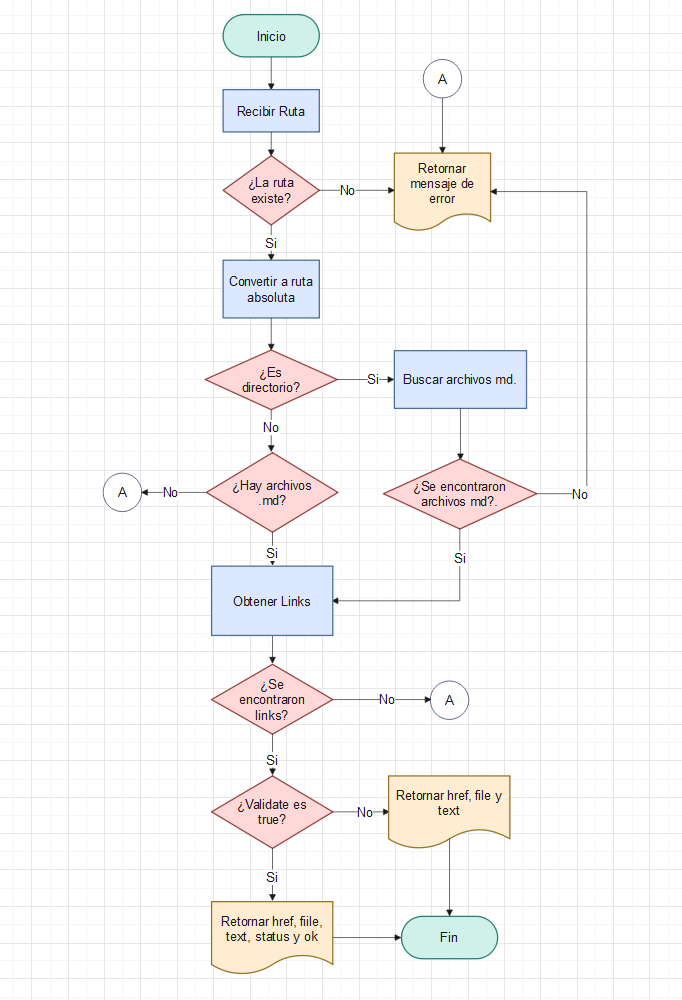 Inicio
A
Recibir Ruta
¿La ruta
existe?
No
Retornar
mensaje de
error
Si
Convertir a ruta
absoluta
¿Es
directorio?
Si
Buscar archivos md.
No
¿Hay archivos
.md?
No
A
¿Se encontraron
archivos md?.
No
Si
Si
Obtener Links
¿Se
encontraron
links?
No
A
Si
¿Validate es
true?
No
Retornar href, file y
text
Si
Retornar href, fiile,
text, status y ok
Fin